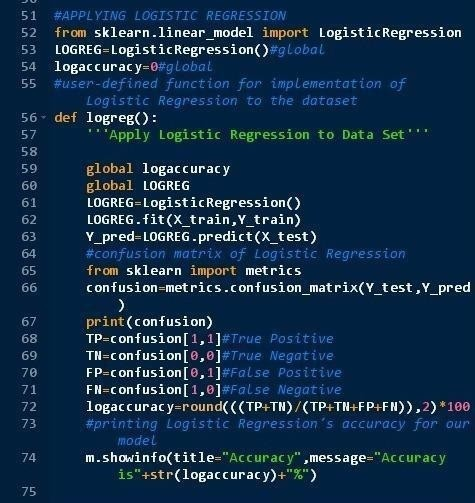 51 #APPLYING LOGISTIC REGRESSION
52 from sklearn.linear_model import LogisticRegression
53 LOGREG=LogisticRegression()#global
54 logaccuracy=0#global
55 #user-defined function for implementation of
Logistic Regression to the dataset
56 def logreg():
57 '''Apply Logistic Regression to Data Set'''
58
59 global logaccuracy
60 global LOGREG
61 LOGREG=LogisticRegression()
62 LOGREG.fit(X_train,Y_train)
63 Y_pred=LOGREG.predict(X_test)
64 #confusion matrix of Logistic Regression
65 from sklearn import metrics
66 confusion=metrics.confusion_matrix(Y_test,Y_pred
)
67 print(confusion)
68 TP=confusion[1,1]#True Positive
69 TN=confusion[0,0]#True Negative
70 FP=confusion[0,1]#False Positive
71 FN=confusion[1,0]#False Negative
72 logaccuracy=round(((TP+TN)/(TP+TN+FP+FN)),2)*100
73 #printing Logistic Regression's accuracy for our
model
74 m.showinfo(title="Accuracy",message="Accuracy
is"+str(logaccuracy)+"%")
75